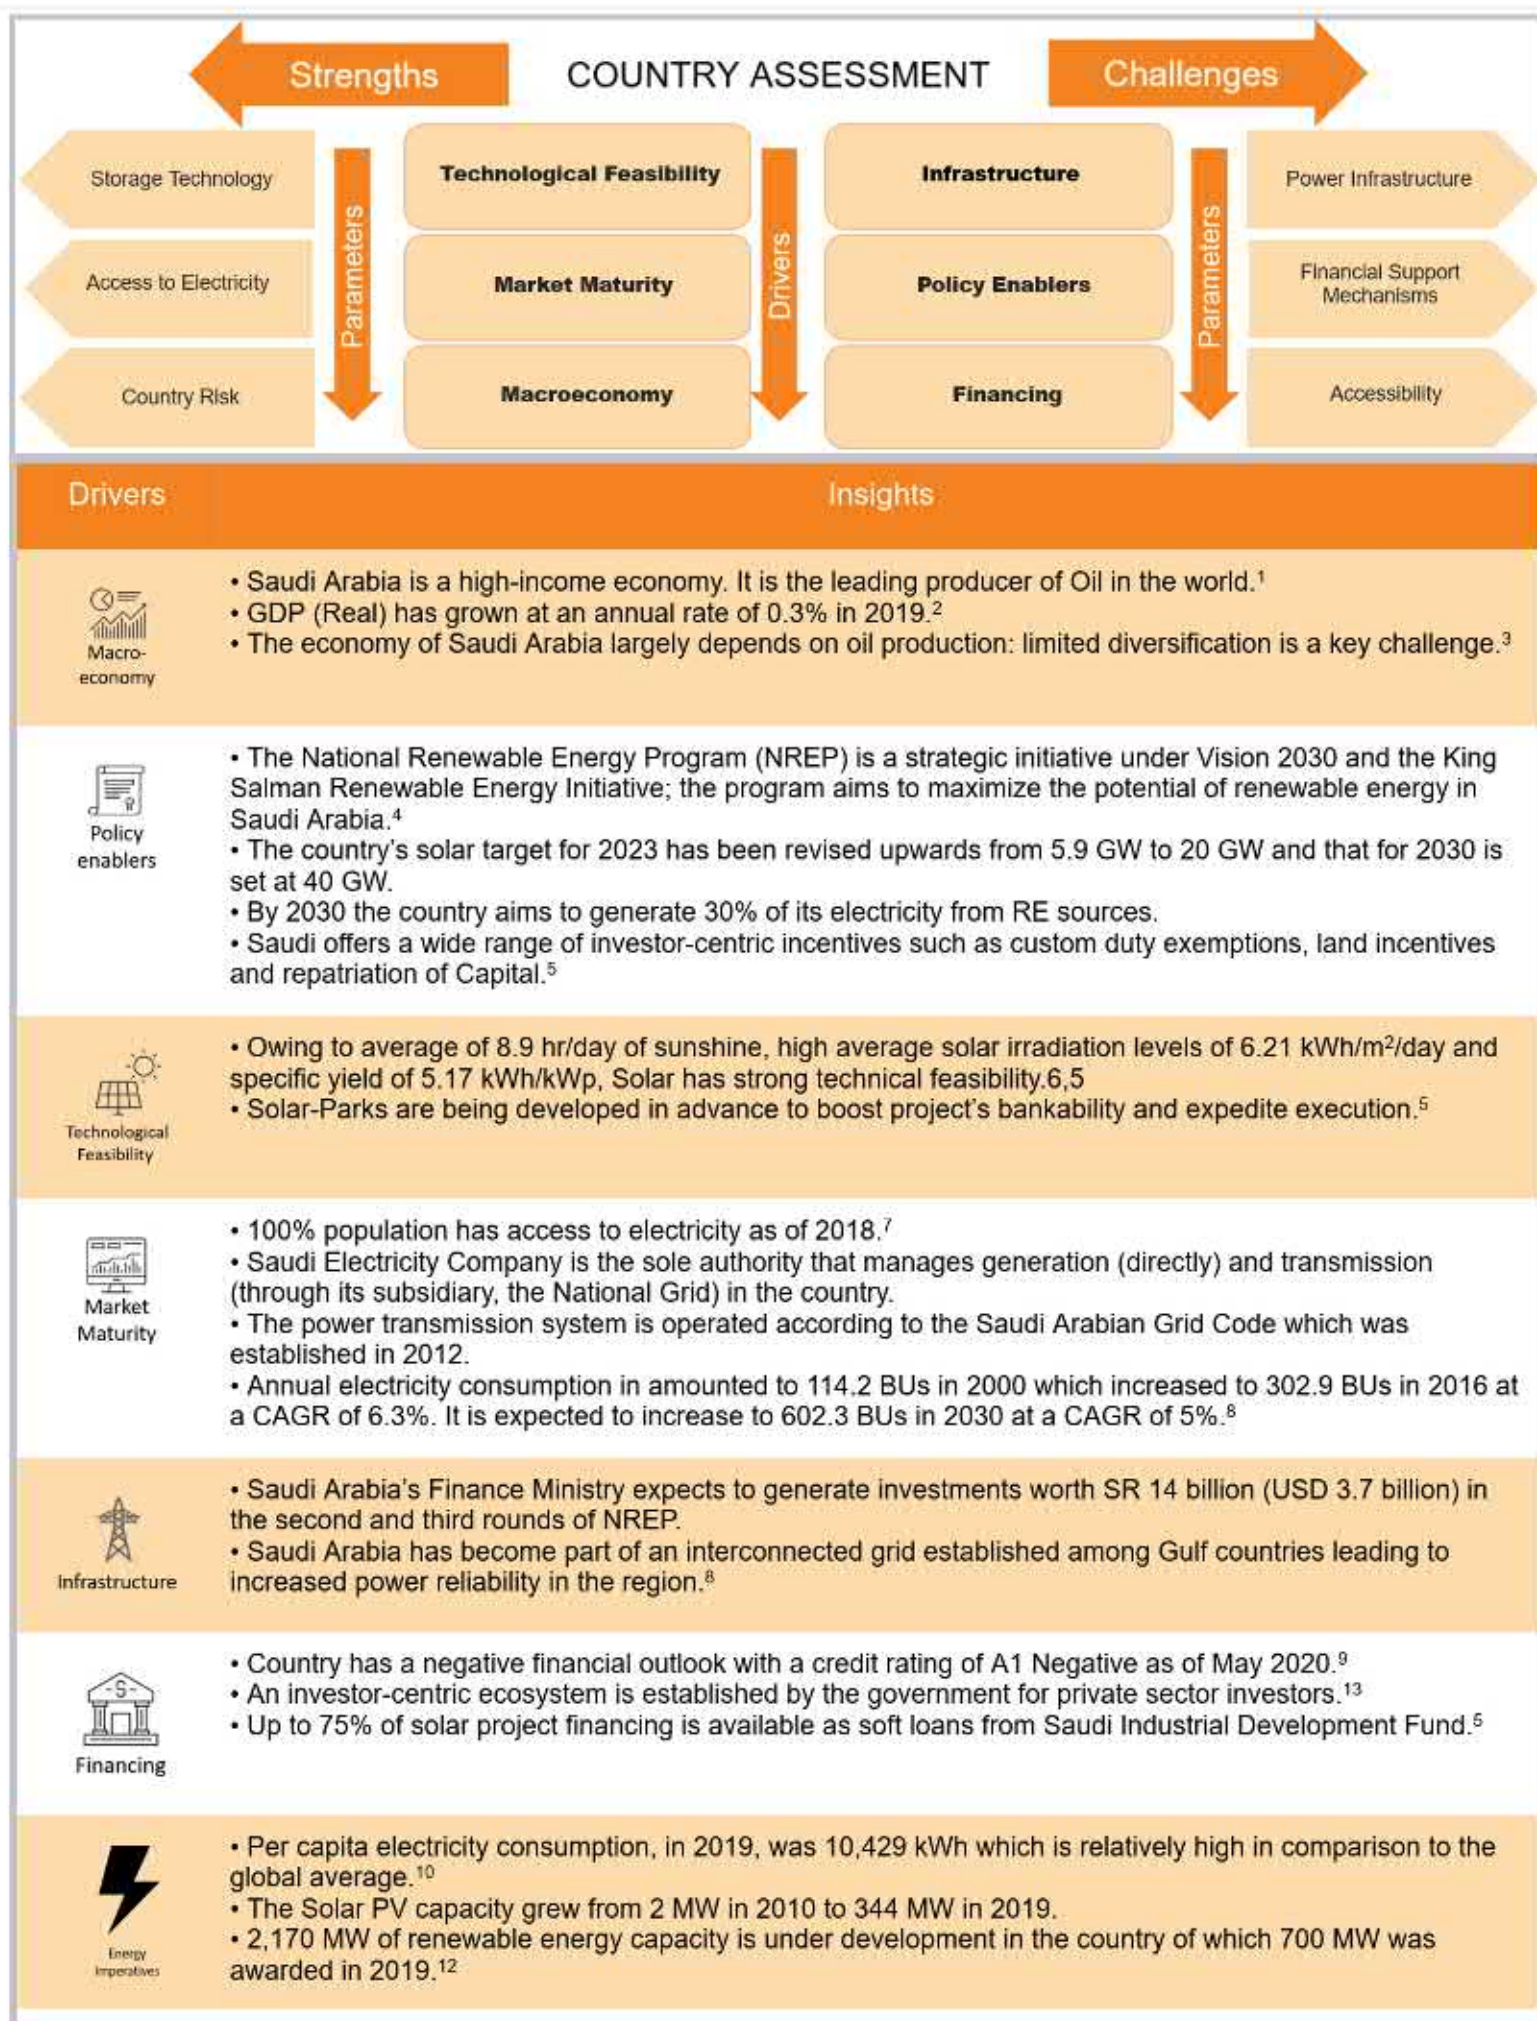 Strengths
COUNTRY ASSESSMENT
Challenges
Storage Technology
Access to Electricity
Country Risk
Parameters
Technological Feasibility
Market Maturity
Macroeconomy
Drivers
Infrastructure
Policy Enablers
Financing
Parameters
Power Infrastructure
Financial Support
Mechanisms
Accessibility
Drivers
Insights
Macro-
economy
• Saudi Arabia is a high-income economy. It is the leading producer of Oil in the world.¹
• GDP (Real) has grown at an annual rate of 0.3% in 2019.²
• The economy of Saudi Arabia largely depends on oil production: limited diversification is a key challenge.³
Policy
enablers
• The National Renewable Energy Program (NREP) is a strategic initiative under Vision 2030 and the King
Salman Renewable Energy Initiative; the program aims to maximize the potential of renewable energy in
Saudi Arabia.⁴
• The country's solar target for 2023 has been revised upwards from 5.9 GW to 20 GW and that for 2030 is
set at 40 GW.
• By 2030 the country aims to generate 30% of its electricity from RE sources.
• Saudi offers a wide range of investor-centric incentives such as custom duty exemptions, land incentives
and repatriation of Capital.⁵
Technological
Feasibility
• Owing to average of 8.9 hr/day of sunshine, high average solar irradiation levels of 6.21 kWh/m²/day and
specific yield of 5.17 kWh/kWp, Solar has strong technical feasibility.6,5
• Solar-Parks are being developed in advance to boost project's bankability and expedite execution.⁵
Market
Maturity
• 100% population has access to electricity as of 2018.⁷
• Saudi Electricity Company is the sole authority that manages generation (directly) and transmission
(through its subsidiary, the National Grid) in the country.
• The power transmission system is operated according to the Saudi Arabian Grid Code which was
established in 2012.
• Annual electricity consumption in amounted to 114.2 BUs in 2000 which increased to 302.9 BUs in 2016 at
a CAGR of 6.3%. It is expected to increase to 602.3 BUs in 2030 at a CAGR of 5%.⁸
Infrastructure
• Saudi Arabia's Finance Ministry expects to generate investments worth SR 14 billion (USD 3.7 billion) in
the second and third rounds of NREP.
• Saudi Arabia has become part of an interconnected grid established among Gulf countries leading to
increased power reliability in the region.⁸
Financing
• Country has a negative financial outlook with a credit rating of A1 Negative as of May 2020.⁹
• An investor-centric ecosystem is established by the government for private sector investors.¹³
• Up to 75% of solar project financing is available as soft loans from Saudi Industrial Development Fund.⁵
Energy
Imperatives
• Per capita electricity consumption, in 2019, was 10,429 kWh which is relatively high in comparison to the
global average.¹⁰
• The Solar PV capacity grew from 2 MW in 2010 to 344 MW in 2019.
• 2,170 MW of renewable energy capacity is under development in the country of which 700 MW was
awarded in 2019.¹²